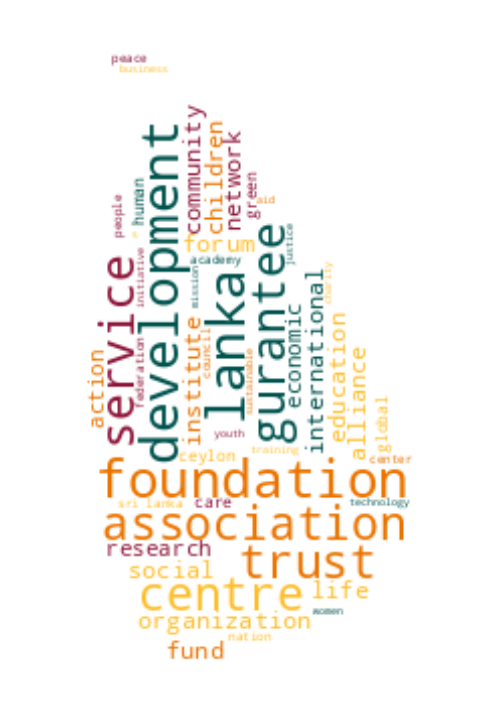 peace
business
community
children
network
development
human
green
people
aid
forum
gurantee
justice
academy
service
initiative
mission
lanka
international
charity
economic
education
institute
council
federation
action
sustainable
alliance
global
youth
training
ceylon
center
foundation
sri lanka
care
technology
association
research
trust
social
centre
life
women
organization
nation
fund